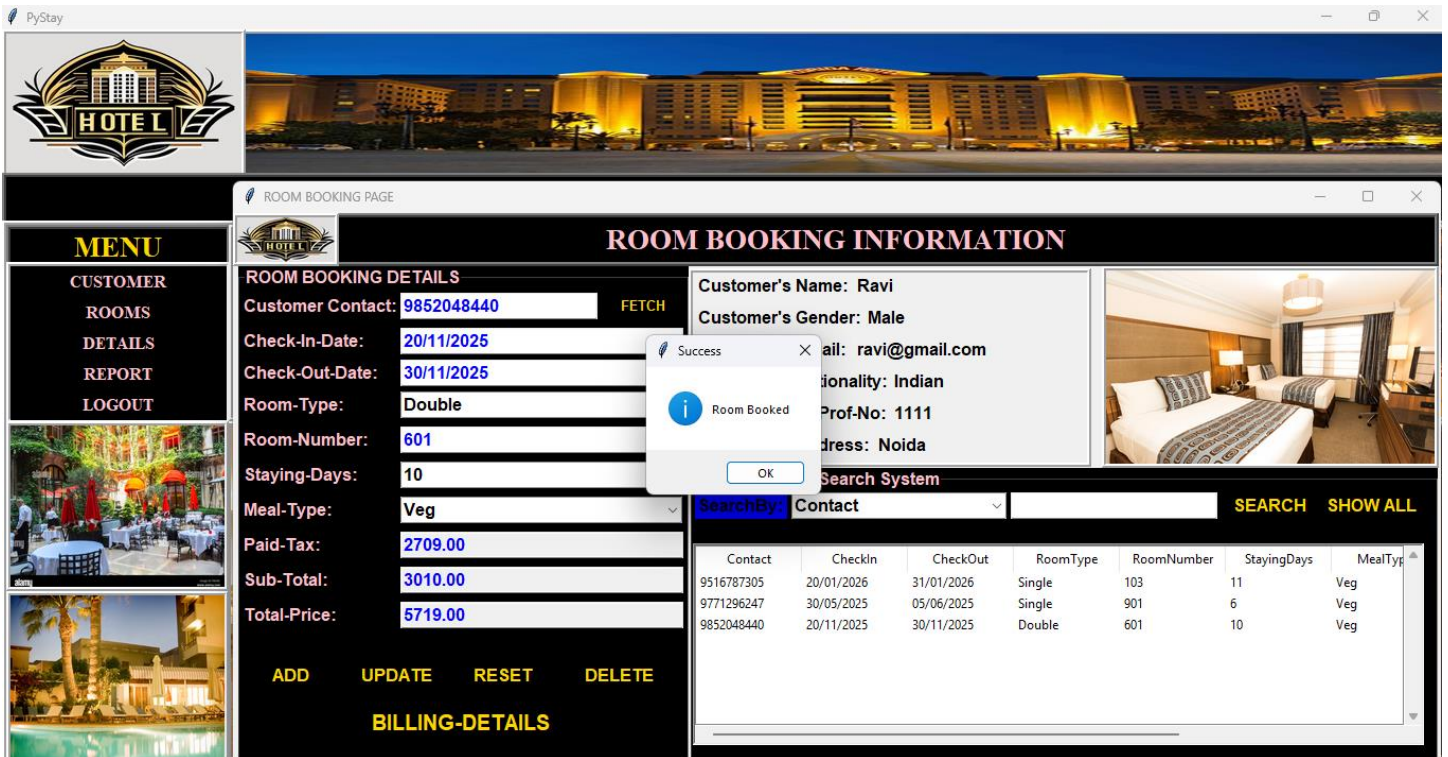 PyStay
HOTEL
ROOM BOOKING PAGE
HOTEL
ROOM BOOKING INFORMATION
MENU
CUSTOMER
ROOMS
DETAILS
REPORT
LOGOUT
ROOM BOOKING DETAILS
Customer Contact: 9852048440 FETCH
Check-In-Date: 20/11/2025
Check-Out-Date: 30/11/2025
Room-Type: Double
Room-Number: 601
Staying-Days: 10
Meal-Type: Veg
Paid-Tax: 2709.00
Sub-Total: 3010.00
Total-Price: 5719.00
ADD UPDATE RESET DELETE
BILLING-DETAILS
Customer's Name: Ravi
Customer's Gender: Male
ail: ravi@gmail.com
tionality: Indian
Prof-No: 1111
dress: Noida
Success
Room Booked
OK
Search System
SearchBy: Contact SEARCH SHOW ALL
Contact CheckIn CheckOut RoomType RoomNumber StayingDays MealTyp
9516787305 20/01/2026 31/01/2026 Single 103 11 Veg
9771296247 30/05/2025 05/06/2025 Single 901 6 Veg
9852048440 20/11/2025 30/11/2025 Double 601 10 Veg
alamy